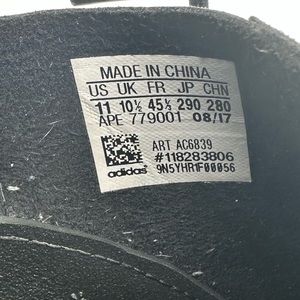 MADE IN CHINA
US UK FR JP CHN
11 10½ 45⅓ 290 280
APE 779001 08/17
ART AC6839
#118283806
adidas 9N5YHR1F00056